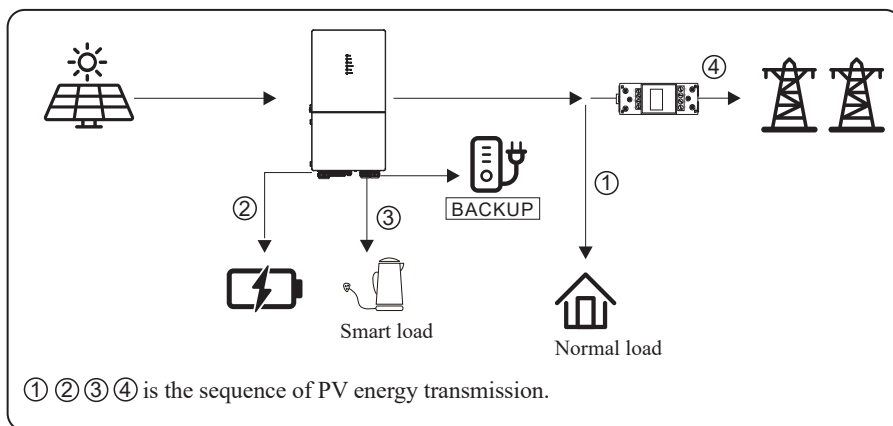 ④
①
②
③
BACKUP
Smart load
Normal load
① ② ③ ④ is the sequence of PV energy transmission.